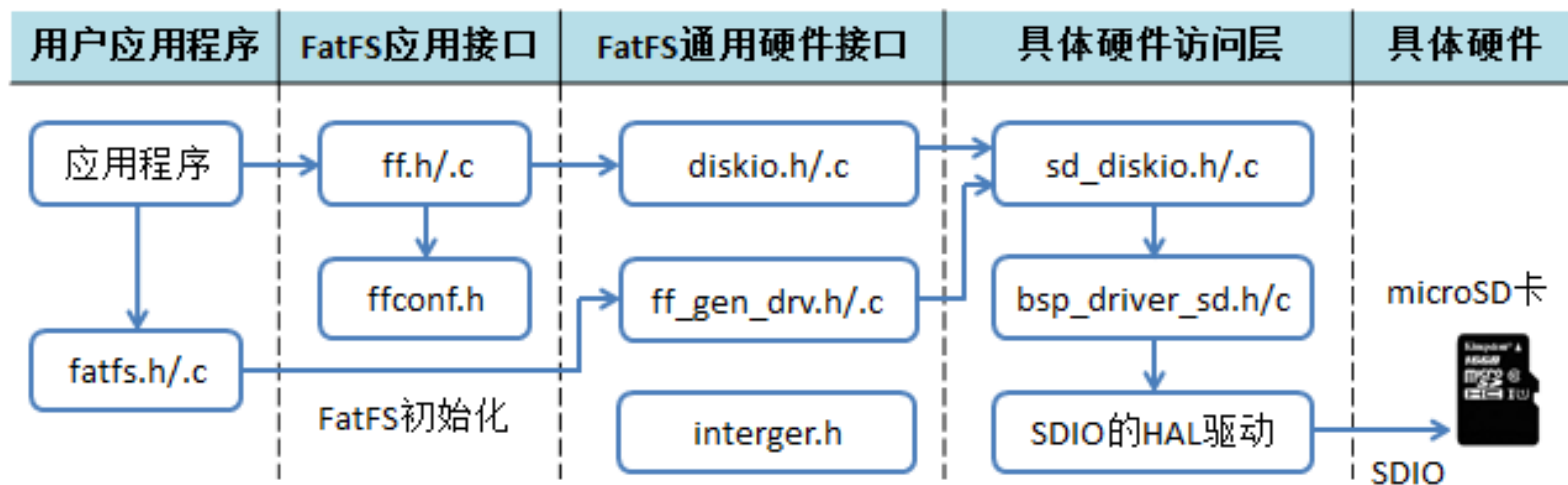 用户应用程序
FatFS应用接口
FatFS通用硬件接口
具体硬件访问层
具体硬件
应用程序
ff.h/.c
diskio.h/.c
sd_diskio.h/.c
ffconf.h
ff_gen_drv.h/.c
bsp_driver_sd.h/c
microSD卡
fatfs.h/.c
FatFS初始化
interger.h
SDIO的HAL驱动
SDIO
Kingston
16GB
micro